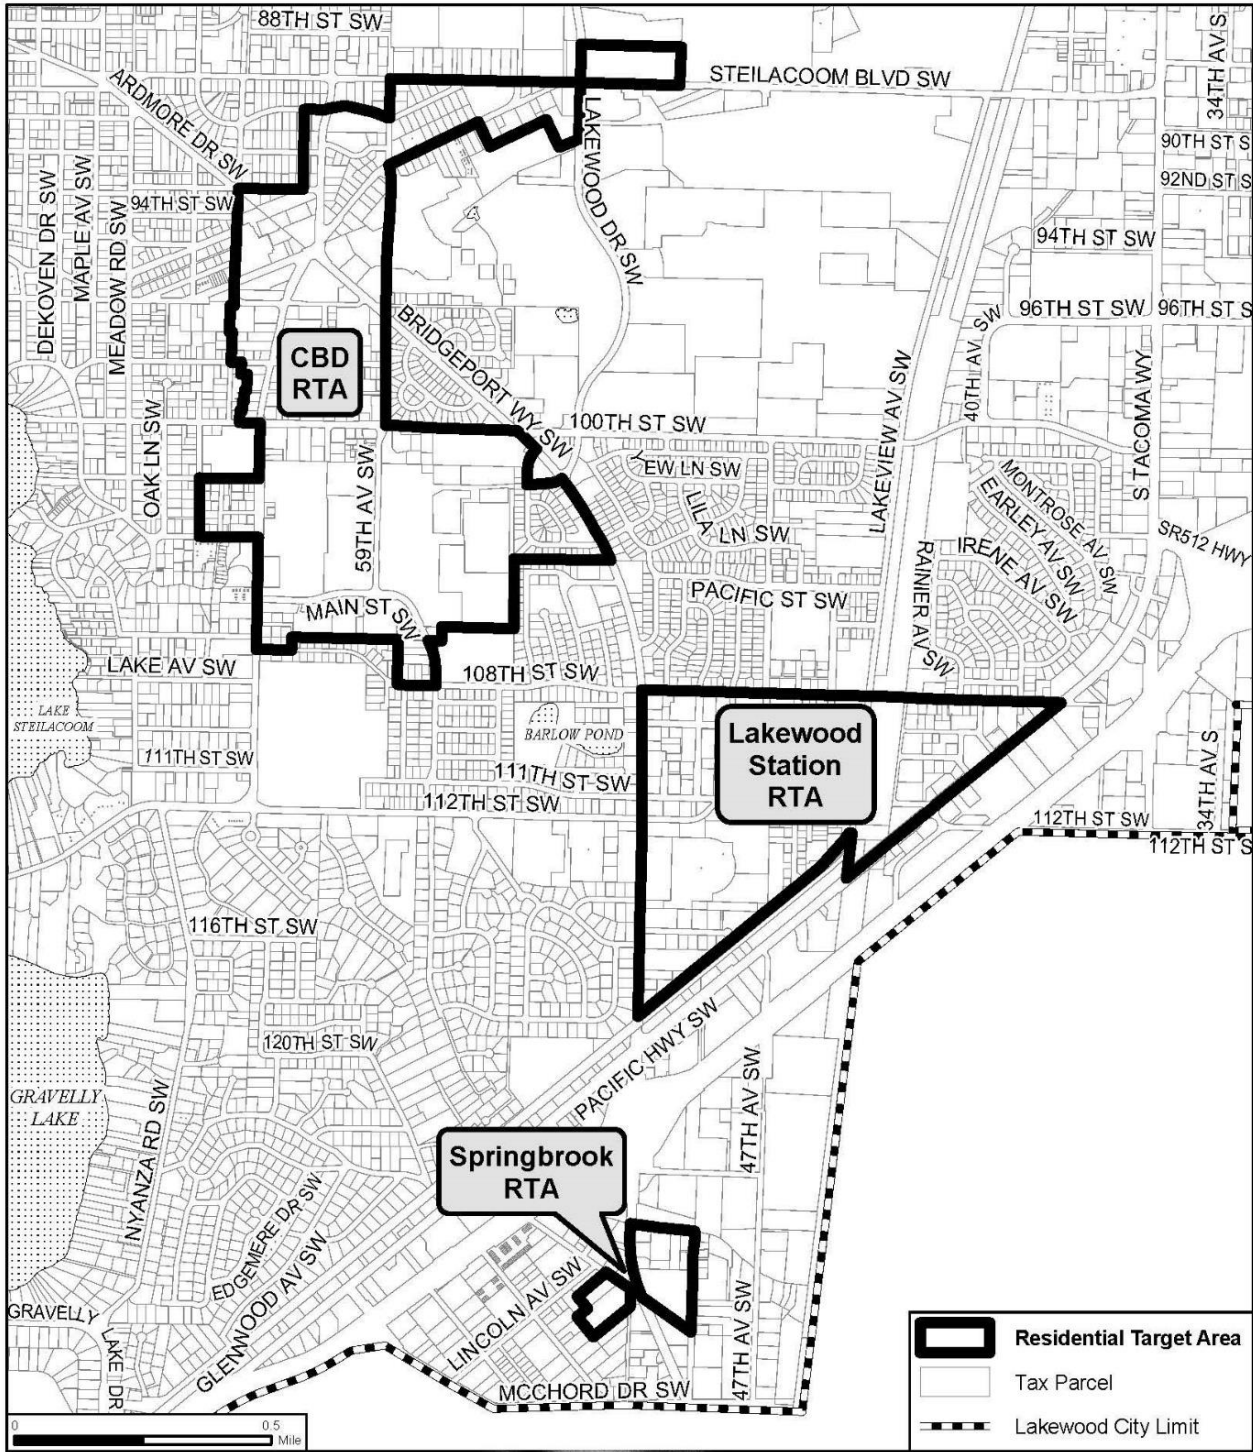 88TH ST SW
STEILACOOM BLVD SW
34TH AV S
ARDMORE DR SW
LAKEWOOD DR SW
90TH ST S
92ND ST S
DEKOVEN DR SW
MAPLE AV SW
MEADOW RD SW
94TH ST SW
94TH ST SW
96TH ST SW
96TH ST S
BRIDGEPORT WY SW
CBD
RTA
40TH AV SW
LAKEVIEW AV SW
S TACOMA WY
OAK LN SW
100TH ST SW
59TH AV SW
YEW LN SW
LILA LN SW
MONTROSE AV SW
EARLEY AV SW
IRENE AV SW
SR512 HWY
RAINIER AV SW
PACIFIC ST SW
MAIN ST SW
LAKE AV SW
108TH ST SW
LAKE
STEILACOOM
BARLOW POND
Lakewood
Station
RTA
111TH ST SW
111TH ST SW
112TH ST SW
34TH AV S
112TH ST SW
112TH ST S
116TH ST SW
120TH ST SW
PACIFIC HWY SW
47TH AV SW
GRAVELLY
LAKE
NYANZA RD SW
Springbrook
RTA
EDGEMERE DR SW
GLENWOOD AV SW
LINCOLN AV SW
47TH AV SW
GRAVELLY LAKE DR
MCCHORD DR SW
Residential Target Area
Tax Parcel
Lakewood City Limit
0 0.5
Mile